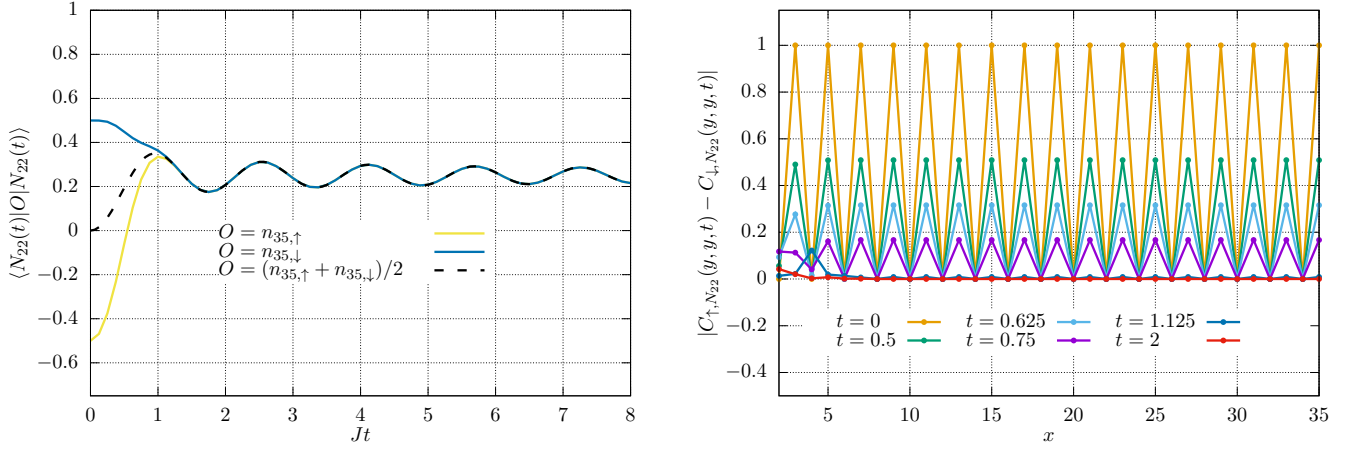 ⟨N₂₂(t)|O|N₂₂(t)⟩
1
0.8
0.6
0.4
0.2
0
−0.2
−0.4
−0.6
O = n₃₅,↑
O = n₃₅,↓
O = (n₃₅,↑ + n₃₅,↓)/2
0 1 2 3 4 5 6 7 8
Jt
|C↑,N₂₂(y, y, t) − C↓,N₂₂(y, y, t)|
1
0.8
0.6
0.4
0.2
0
−0.2
−0.4
t = 0 t = 0.625 t = 1.125
t = 0.5 t = 0.75 t = 2
5 10 15 20 25 30 35
x